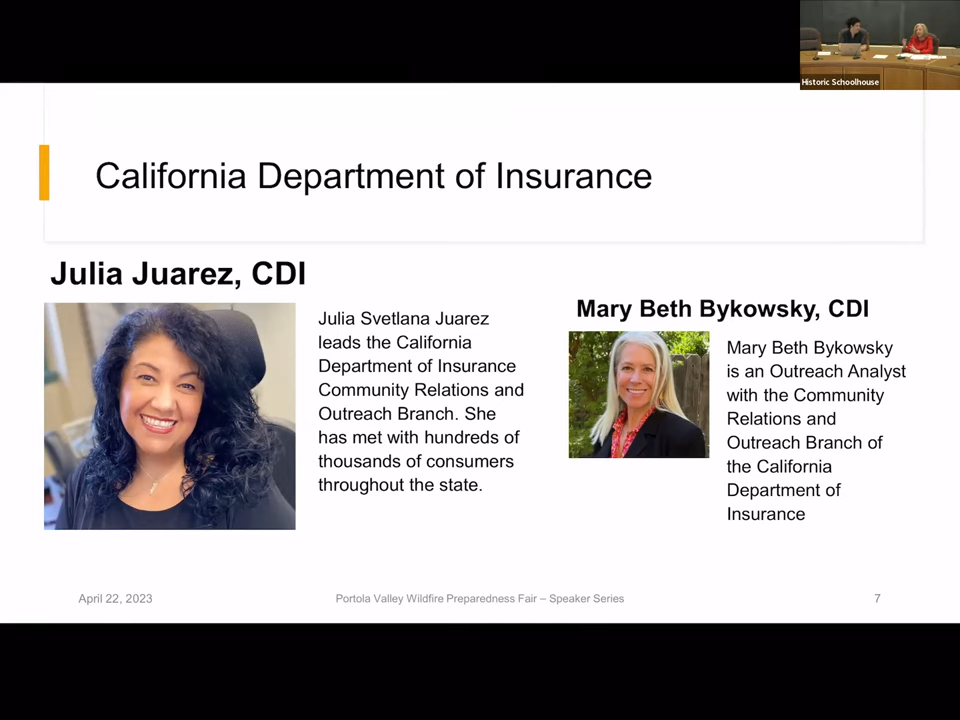 Historic Schoolhouse
California Department of Insurance
Julia Juarez, CDI
Julia Svetlana Juarez
leads the California
Department of Insurance
Community Relations and
Outreach Branch. She
has met with hundreds of
thousands of consumers
throughout the state.
Mary Beth Bykowsky, CDI
Mary Beth Bykowsky
is an Outreach Analyst
with the Community
Relations and
Outreach Branch of
the California
Department of
Insurance
April 22, 2023
Portola Valley Wildfire Preparedness Fair – Speaker Series
7